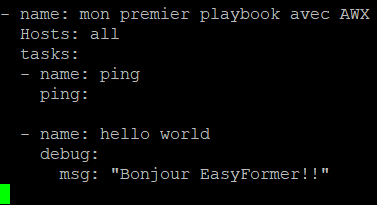 - name: mon premier playbook avec AWX
  Hosts: all
  tasks:
  - name: ping
    ping:

  - name: hello world
    debug:
      msg: "Bonjour EasyFormer!!"